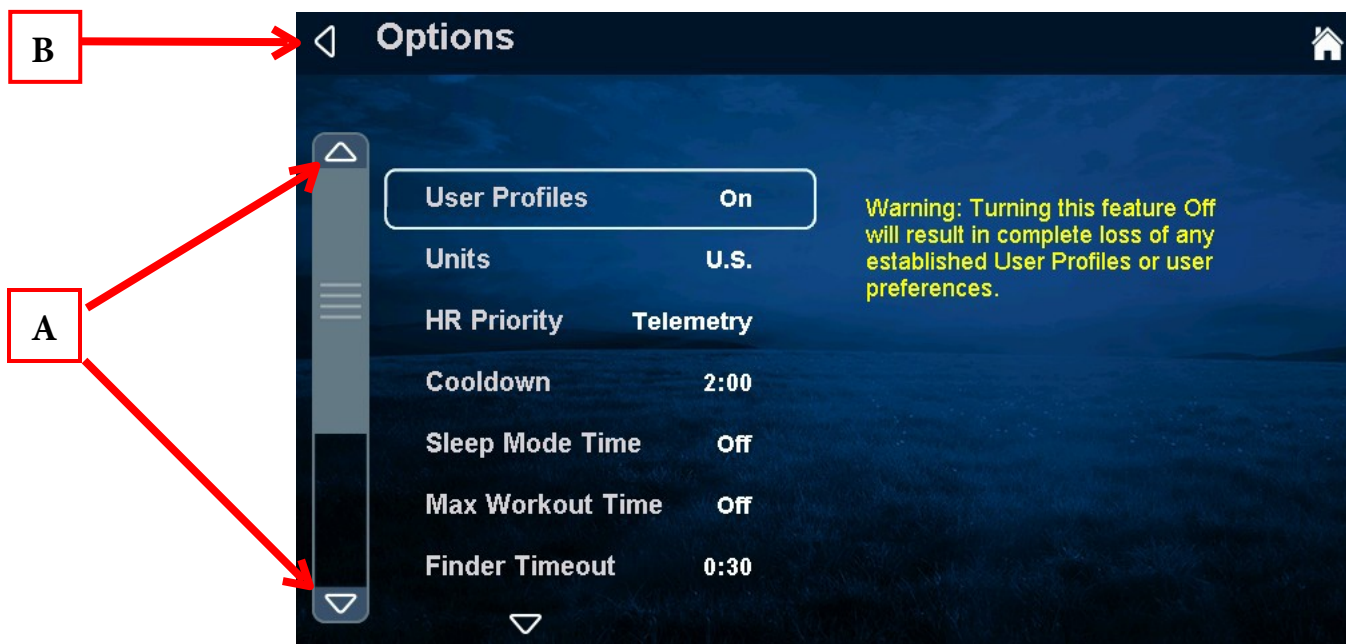 B
Options
User Profiles On
Warning: Turning this feature Off
will result in complete loss of any
established User Profiles or user
preferences.
Units U.S.
HR Priority Telemetry
A
Cooldown 2:00
Sleep Mode Time Off
Max Workout Time Off
Finder Timeout 0:30